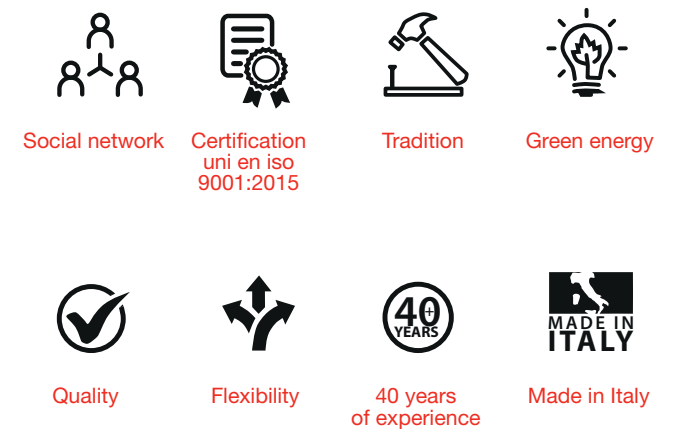 Social network
Certification
uni en iso
9001:2015
Tradition
Green energy
40+
YEARS
MADE IN
ITALY
Quality
Flexibility
40 years
of experience
Made in Italy